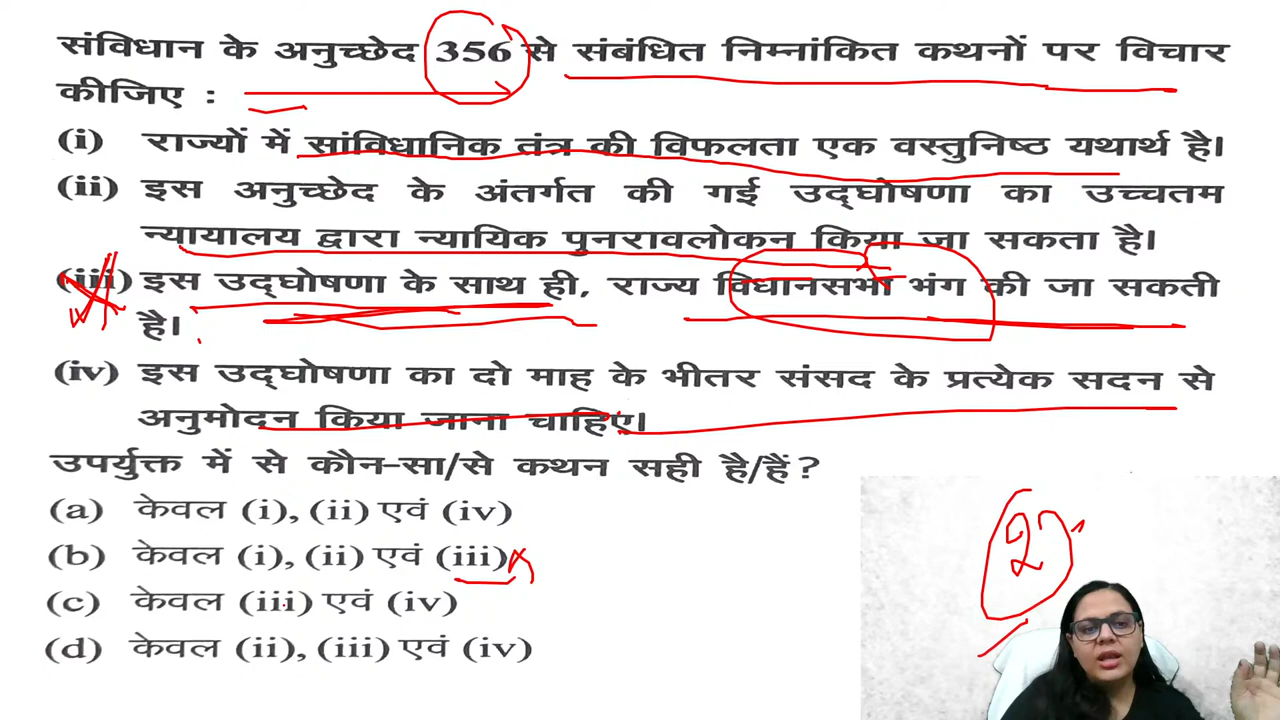 संविधान के अनुच्छेद 356 से संबंधित निम्नांकित कथनों पर विचार
कीजिए :
(i) राज्यों में सांविधानिक तंत्र की विफलता एक वस्तुनिष्ठ यथार्थ है।
(ii) इस अनुच्छेद के अंतर्गत की गई उद्घोषणा का उच्चतम
न्यायालय द्वारा न्यायिक पुनरावलोकन किया जा सकता है।
(iii) इस उद्घोषणा के साथ ही, राज्य विधानसभा भंग की जा सकती
है।
(iv) इस उद्घोषणा का दो माह के भीतर संसद के प्रत्येक सदन से
अनुमोदन किया जाना चाहिए।
उपर्युक्त में से कौन-सा/से कथन सही है/हैं?
(a) केवल (i), (ii) एवं (iv)
(b) केवल (i), (ii) एवं (iii)
(c) केवल (iii) एवं (iv)
(d) केवल (ii), (iii) एवं (iv)